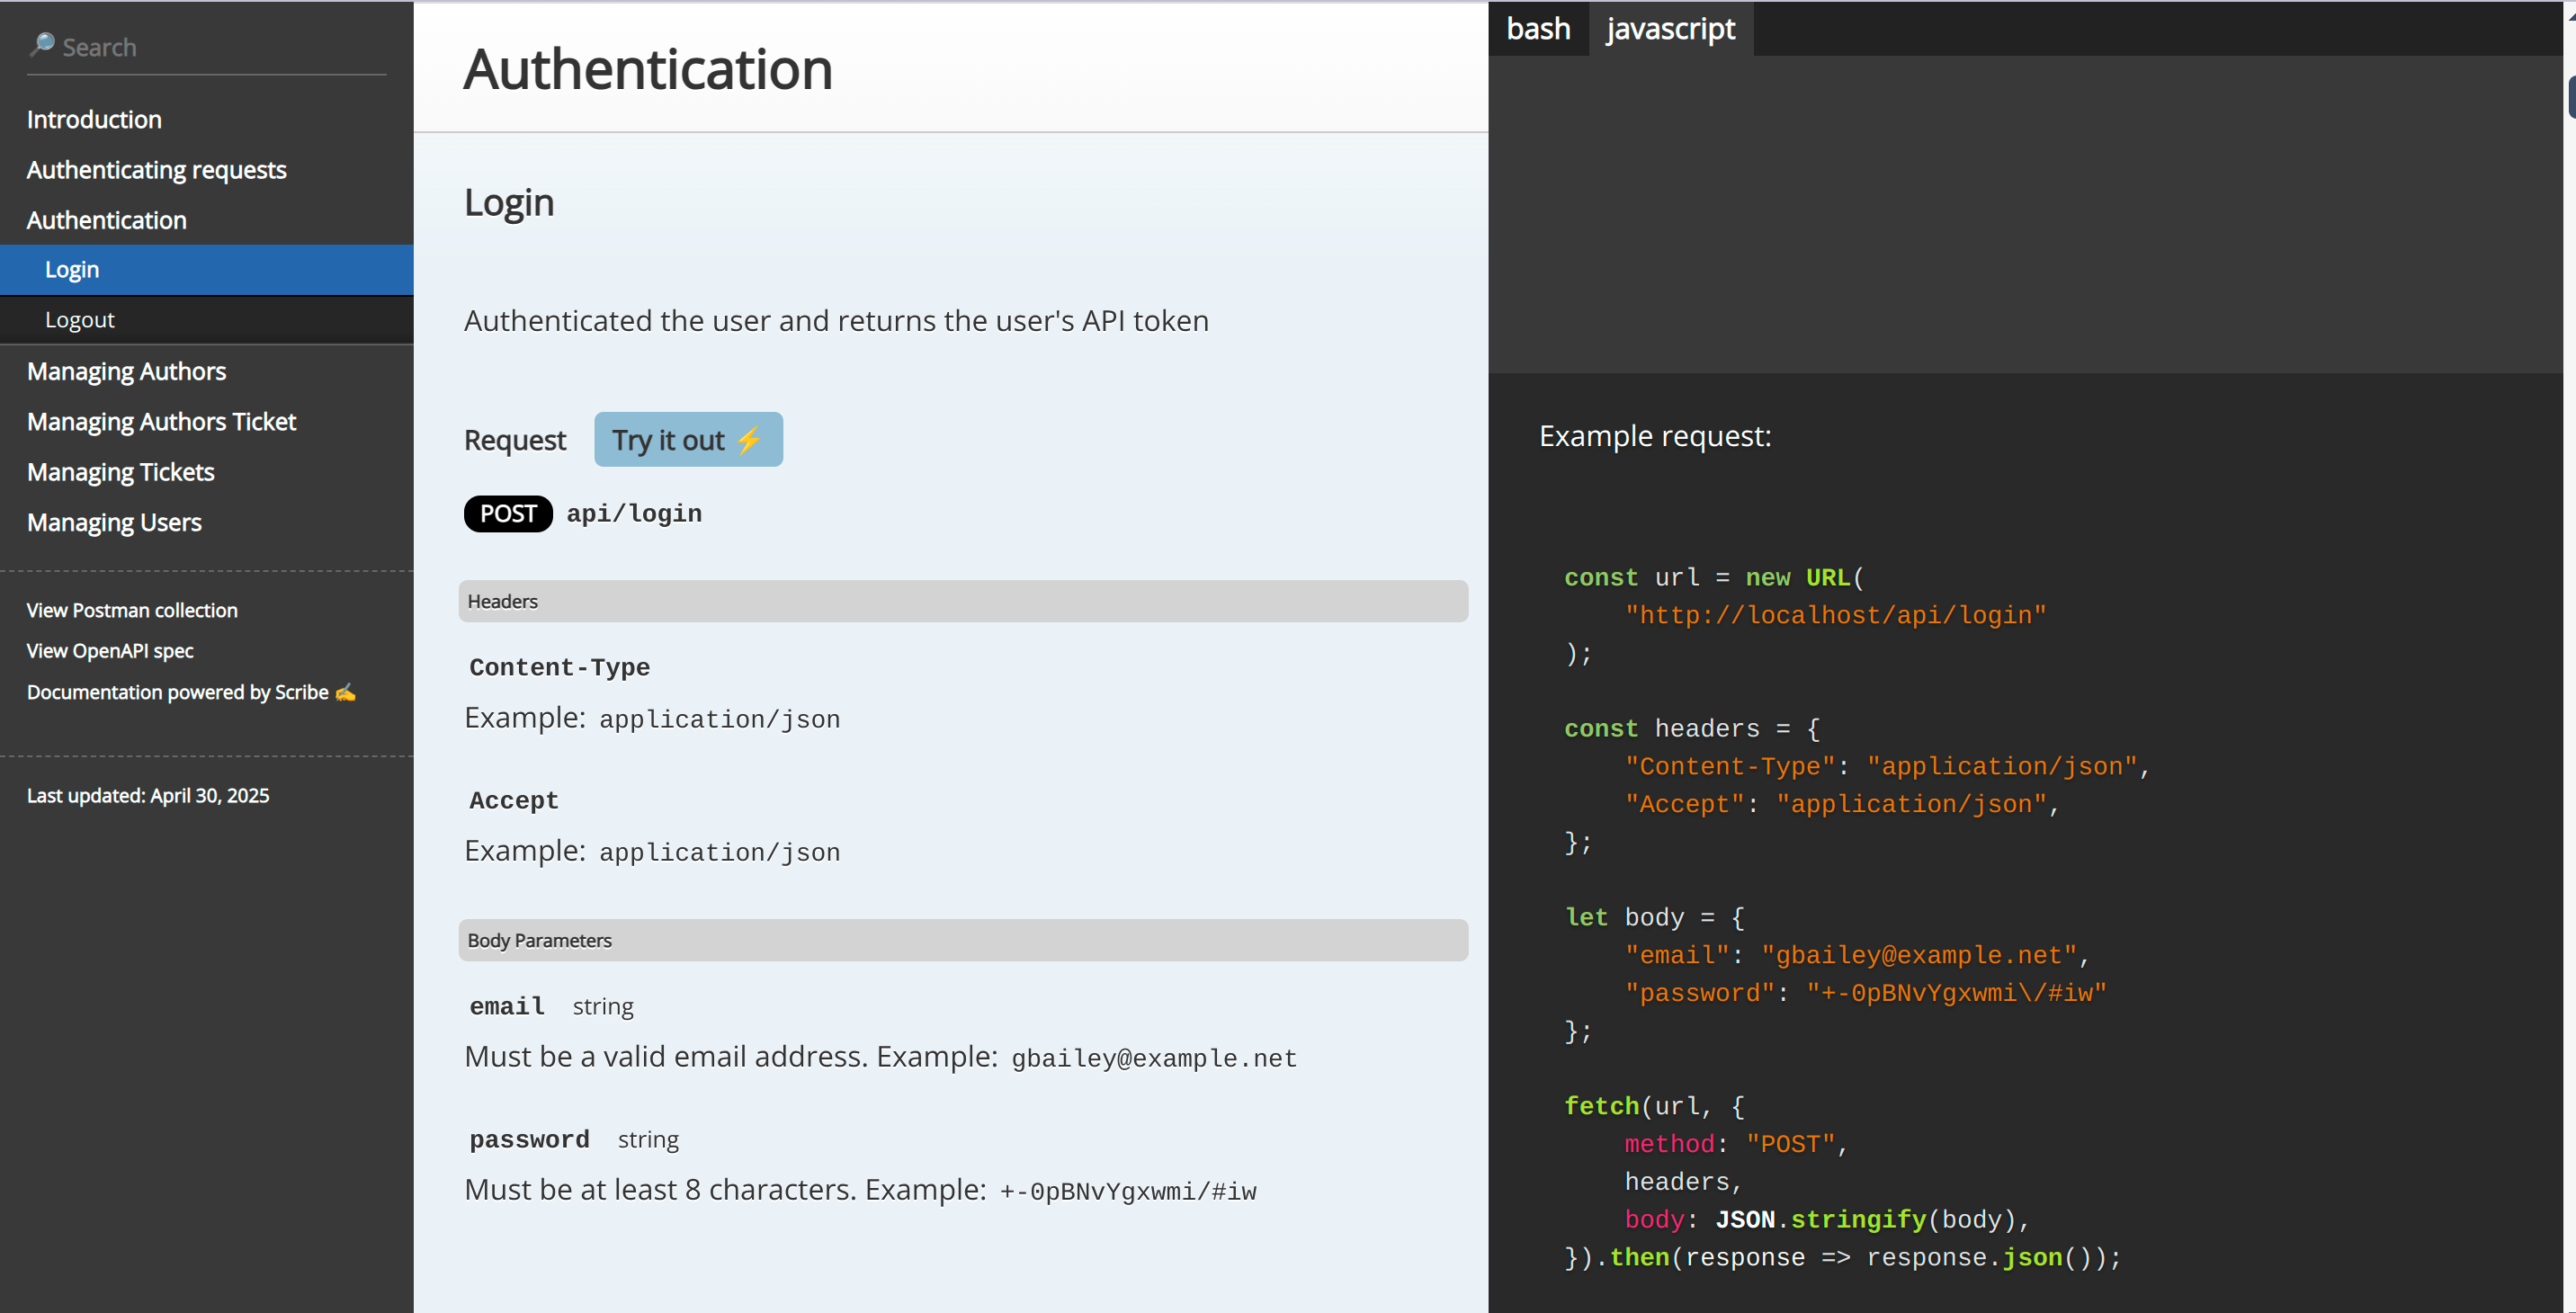 🔎 Search
Introduction
Authenticating requests
Authentication
Login
Logout
Managing Authors
Managing Authors Ticket
Managing Tickets
Managing Users
View Postman collection
View OpenAPI spec
Documentation powered by Scribe ✍
Last updated: April 30, 2025
Authentication
Login
Authenticated the user and returns the user's API token
Request Try it out ⚡
POST api/login
Headers
Content-Type
Example: application/json
Accept
Example: application/json
Body Parameters
email string
Must be a valid email address. Example: gbailey@example.net
password string
Must be at least 8 characters. Example: +-0pBNvYgxwmi/#iw
bash javascript
Example request:
const url = new URL(
    "http://localhost/api/login"
);
const headers = {
    "Content-Type": "application/json",
    "Accept": "application/json",
};
let body = {
    "email": "gbailey@example.net",
    "password": "+-0pBNvYgxwmi\/#iw"
};
fetch(url, {
    method: "POST",
    headers,
    body: JSON.stringify(body),
}).then(response => response.json());